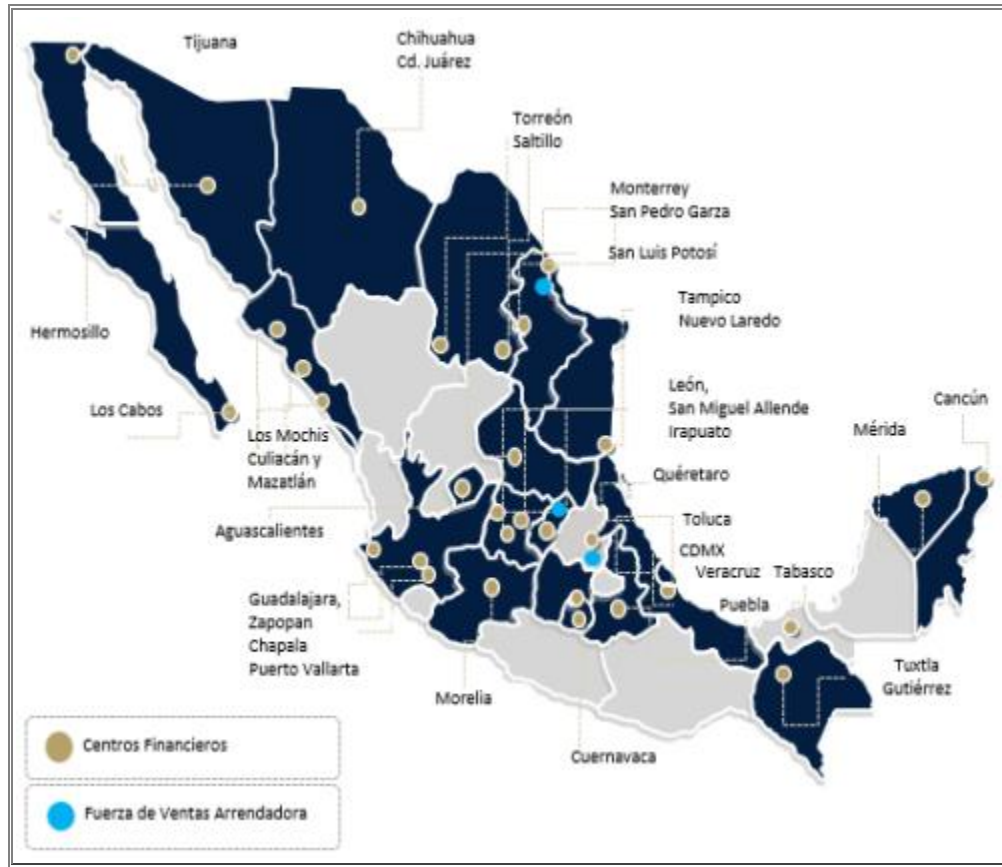 Tijuana
Chihuahua
Cd. Juárez
Torreón
Saltillo
Monterrey
San Pedro Garza
San Luis Potosí
Tampico
Nuevo Laredo
Hermosillo
León,
San Miguel Allende
Irapuato
Cancún
Los Cabos
Mérida
Los Mochis
Culiacán y
Mazatlán
Quéretaro
Aguascalientes
Toluca
CDMX
Veracruz
Tabasco
Guadalajara,
Zapopan
Chapala
Puerto Vallarta
Puebla
Morelia
Tuxtla
Gutiérrez
Cuernavaca
Centros Financieros
Fuerza de Ventas Arrendadora